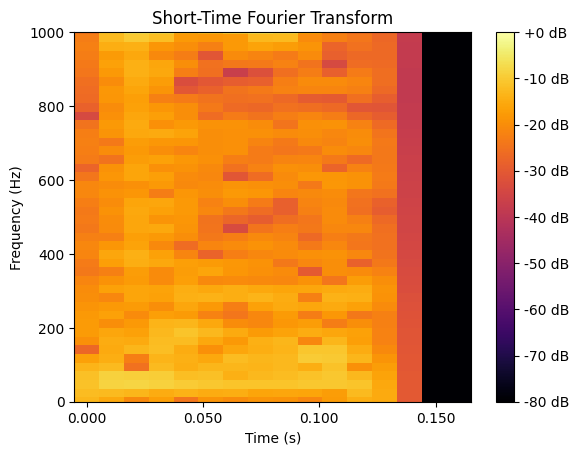 Short-Time Fourier Transform
1000
800
600
400
200
0
Frequency (Hz)
0.000
0.050
0.100
0.150
Time (s)
+0 dB
-10 dB
-20 dB
-30 dB
-40 dB
-50 dB
-60 dB
-70 dB
-80 dB